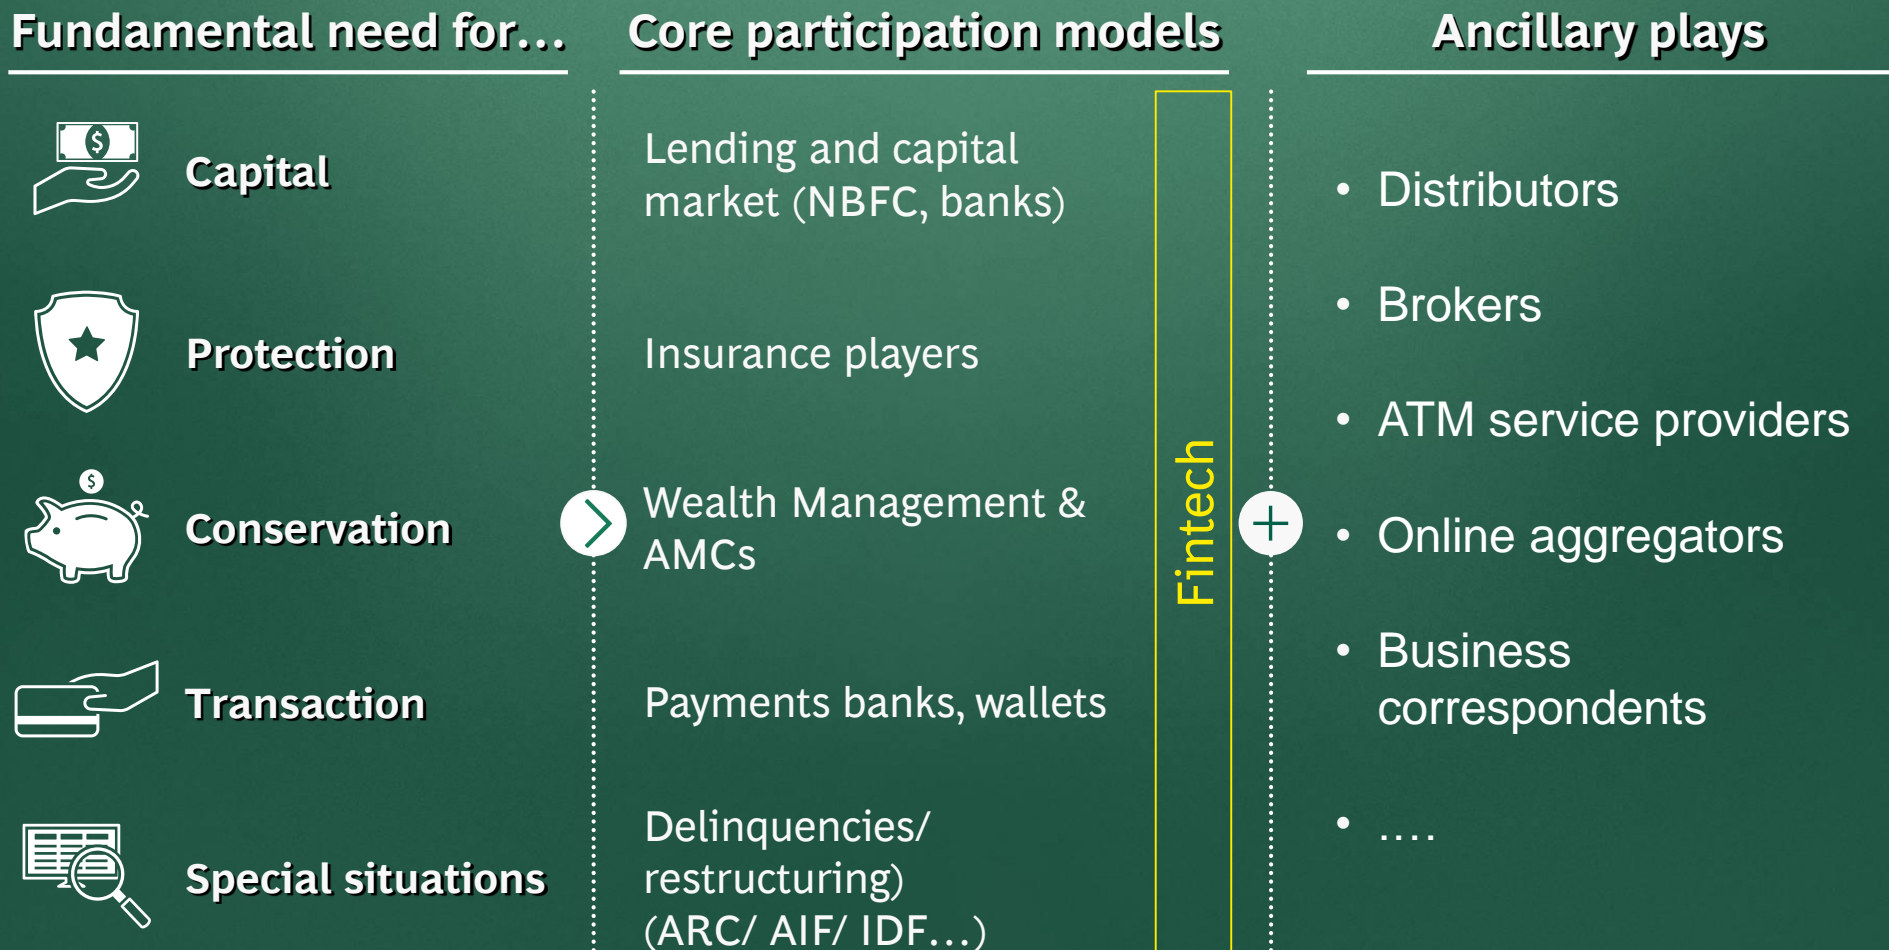 Fundamental need for…
Core participation models
Ancillary plays
Capital
Lending and capital
market (NBFC, banks)
Protection
Insurance players
Conservation
Wealth Management &
AMCs
Transaction
Payments banks, wallets
Special situations
Delinquencies/
restructuring)
(ARC/ AIF/ IDF…)
Fintech
• Distributors
• Brokers
• ATM service providers
• Online aggregators
• Business
correspondents
• ….
$
$